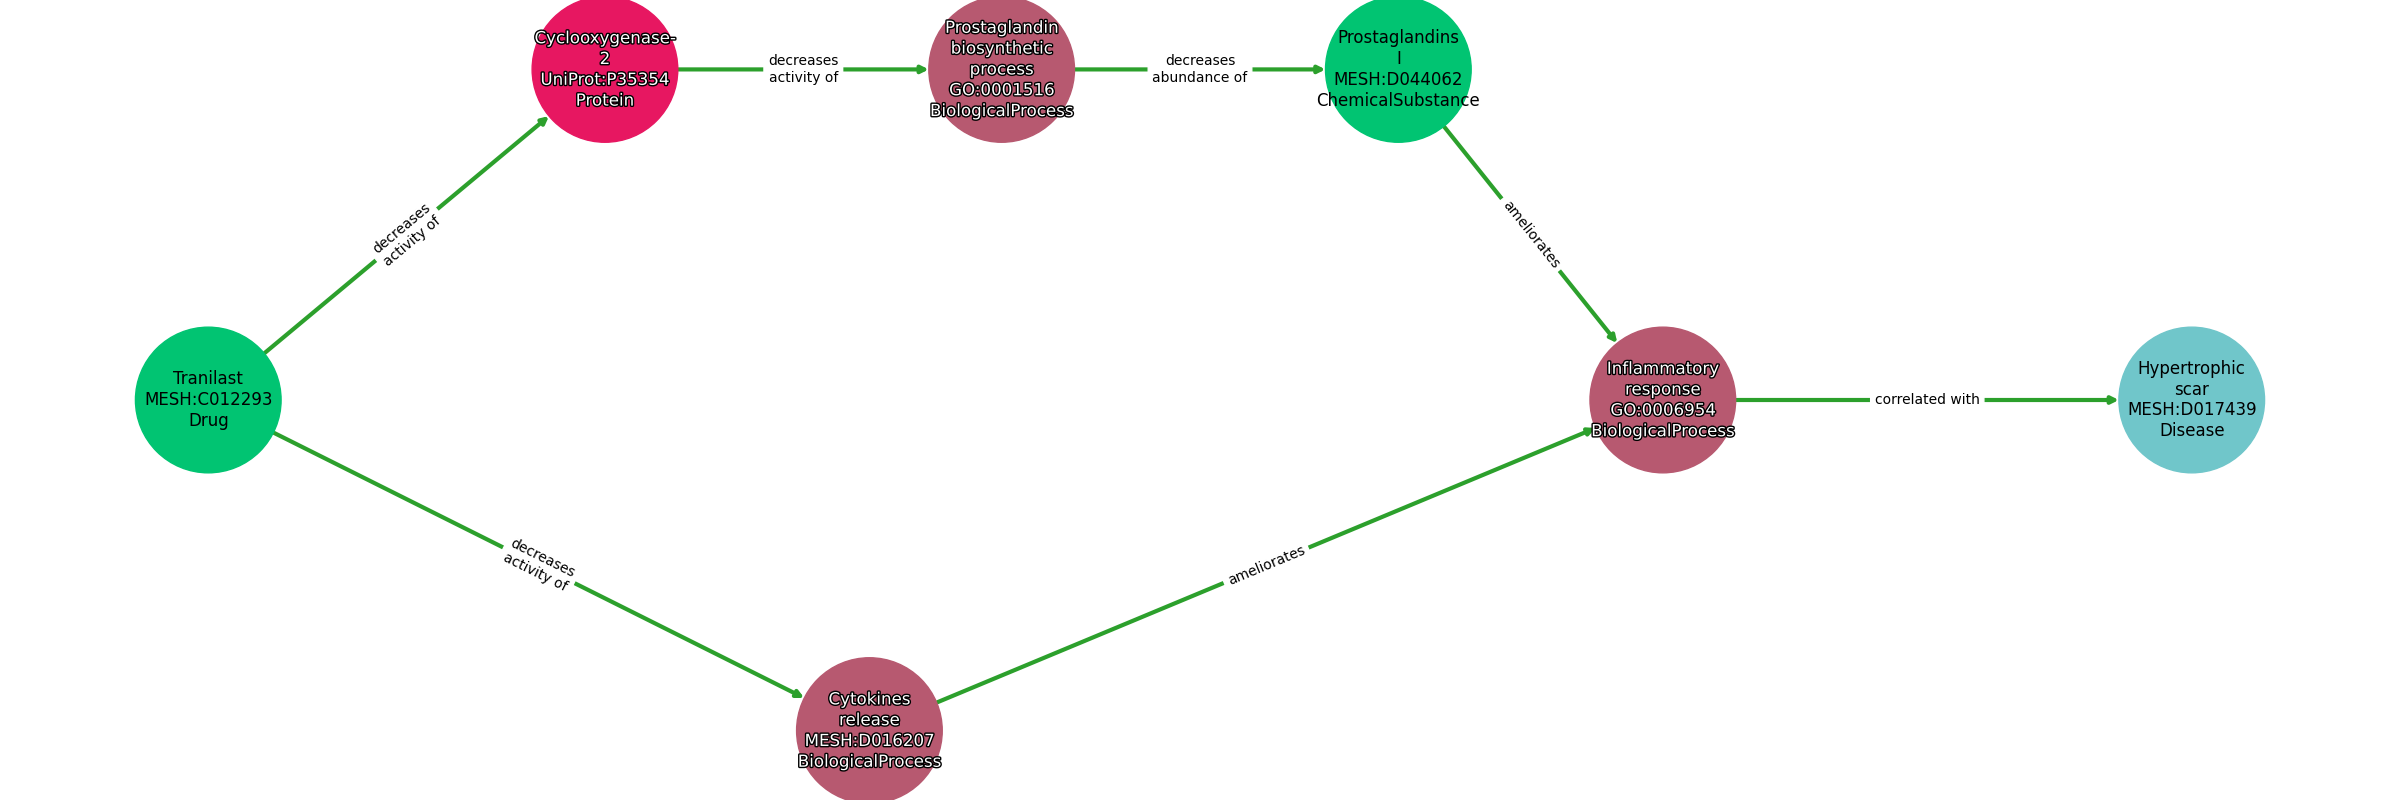 Cyclooxygenase-
2
UniProt:P35354
Protein
decreases
activity of
Prostaglandin
biosynthetic
process
GO:0001516
BiologicalProcess
decreases
abundance of
Prostaglandins
I
MESH:D044062
ChemicalSubstance
decreases
activity of
ameliorates
Tranilast
MESH:C012293
Drug
Inflammatory
response
GO:0006954
BiologicalProcess
correlated with
Hypertrophic
scar
MESH:D017439
Disease
decreases
activity of
ameliorates
Cytokines
release
MESH:D016207
BiologicalProcess